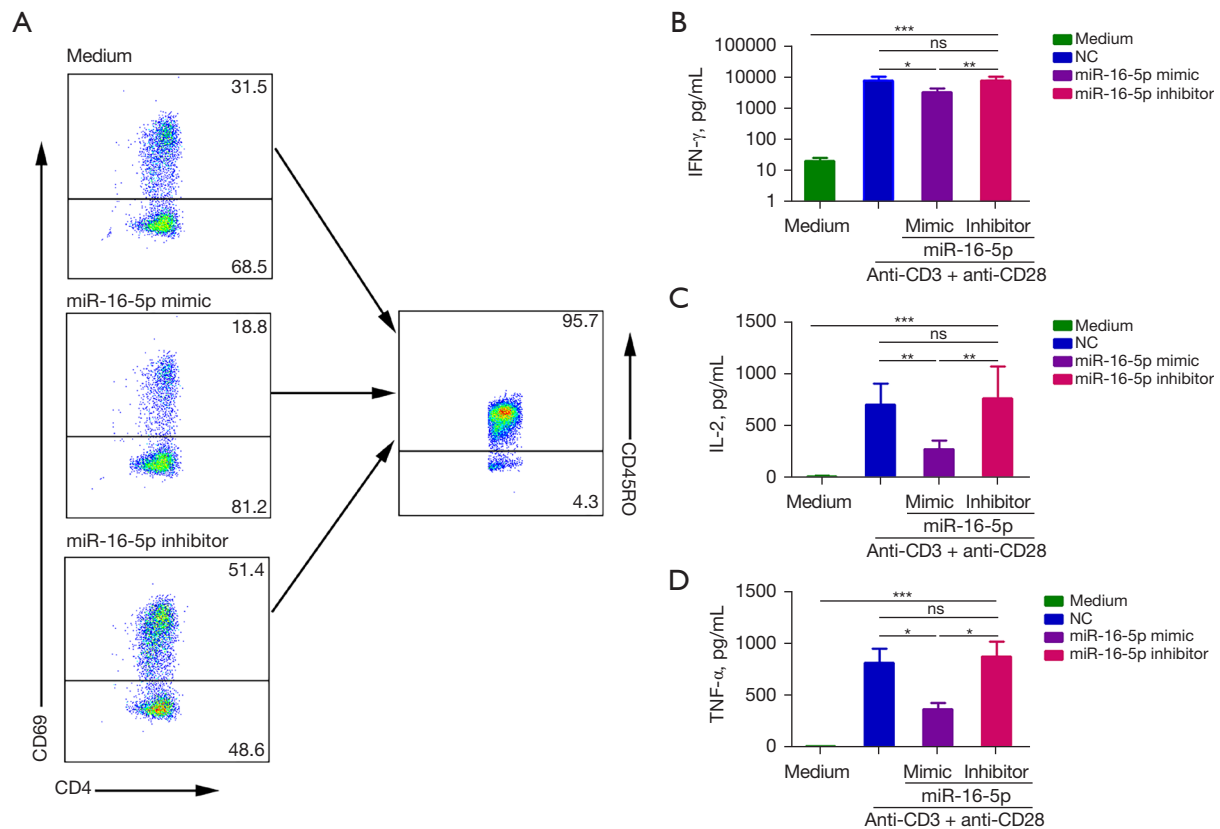 A
Medium
31.5
68.5
miR-16-5p mimic
18.8
81.2
miR-16-5p inhibitor
51.4
48.6
CD69
CD4
95.7
4.3
CD45RO
B
100000
10000
1000
100
10
1
IFN-γ, pg/mL
***
ns
*
**
Medium
NC
miR-16-5p mimic
miR-16-5p inhibitor
Medium
Mimic Inhibitor
miR-16-5p
Anti-CD3 + anti-CD28
C
1500
1000
500
0
IL-2, pg/mL
***
ns
**
**
Medium
NC
miR-16-5p mimic
miR-16-5p inhibitor
Medium
Mimic Inhibitor
miR-16-5p
Anti-CD3 + anti-CD28
D
1500
1000
500
0
TNF-α, pg/mL
***
ns
*
*
Medium
NC
miR-16-5p mimic
miR-16-5p inhibitor
Medium
Mimic Inhibitor
miR-16-5p
Anti-CD3 + anti-CD28